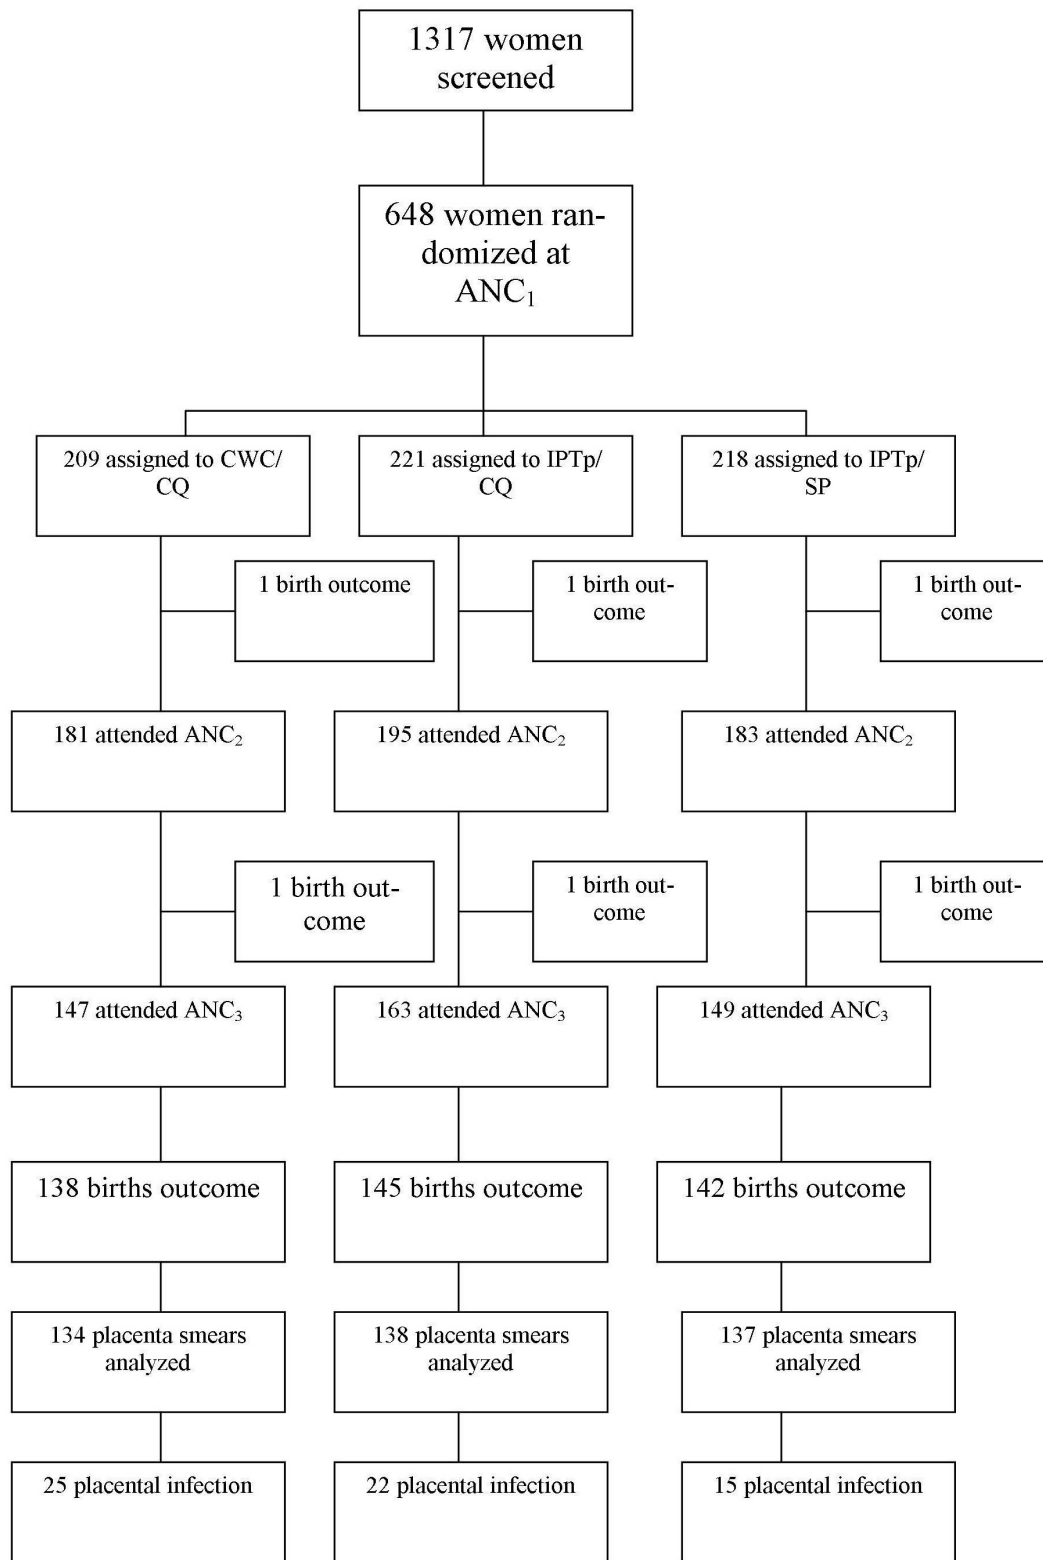 1317 women
screened
648 women ran-
domized at
ANC₁
209 assigned to CWC/
CQ
221 assigned to IPTp/
CQ
218 assigned to IPTp/
SP
1 birth outcome
1 birth out-
come
1 birth out-
come
181 attended ANC₂
195 attended ANC₂
183 attended ANC₂
1 birth out-
come
1 birth out-
come
1 birth out-
come
147 attended ANC₃
163 attended ANC₃
149 attended ANC₃
138 births outcome
145 births outcome
142 births outcome
134 placenta smears
analyzed
138 placenta smears
analyzed
137 placenta smears
analyzed
25 placental infection
22 placental infection
15 placental infection